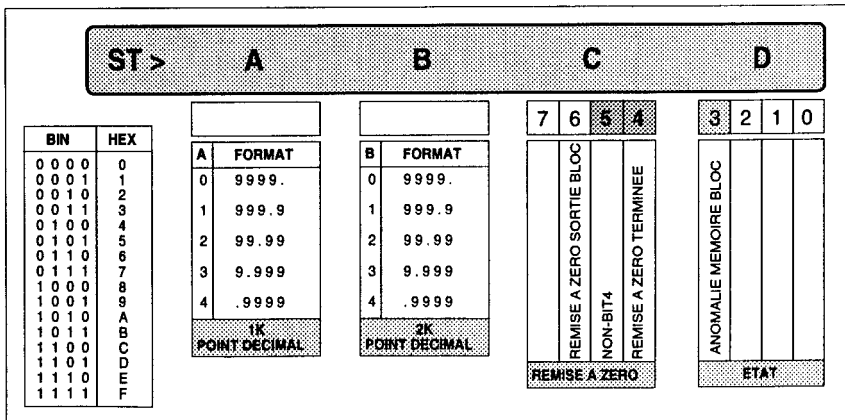 ST > A B C D
BIN HEX
0 0 0 0 0
0 0 0 1 1
0 0 1 0 2
0 0 1 1 3
0 1 0 0 4
0 1 0 1 5
0 1 1 0 6
0 1 1 1 7
1 0 0 0 8
1 0 0 1 9
1 0 1 0 A
1 0 1 1 B
1 1 0 0 C
1 1 0 1 D
1 1 1 0 E
1 1 1 1 F
A FORMAT
0 9999.
1 999.9
2 99.99
3 9.999
4 .9999
1K
POINT DECIMAL
B FORMAT
0 9999.
1 999.9
2 99.99
3 9.999
4 .9999
2K
POINT DECIMAL
7 6 5 4
REMISE A ZERO SORTIE BLOC
NON-BIT4
REMISE A ZERO TERMINEE
REMISE A ZERO
3 2 1 0
ANOMALIE MEMOIRE BLOC
ETAT